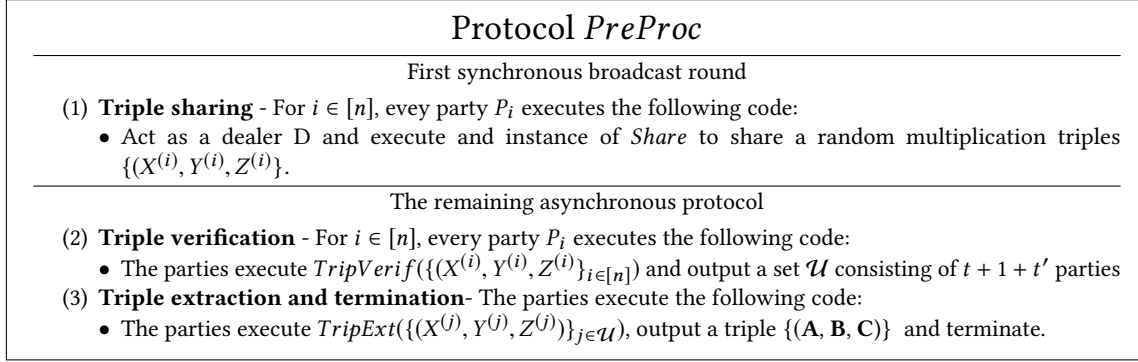 Protocol PreProc
First synchronous broadcast round
(1) Triple sharing - For i ∈ [n], evey party P_i executes the following code:
• Act as a dealer D and execute and instance of Share to share a random multiplication triples
{(X^(i), Y^(i), Z^(i)}.
The remaining asynchronous protocol
(2) Triple verification - For i ∈ [n], every party P_i executes the following code:
• The parties execute TripVerif({(X^(i), Y^(i), Z^(i)}_{i∈[n]}) and output a set 𝒰 consisting of t + 1 + t′ parties
(3) Triple extraction and termination- The parties execute the following code:
• The parties execute TripExt({(X^(j), Y^(j), Z^(j))}_{j∈𝒰}), output a triple {(A, B, C)} and terminate.